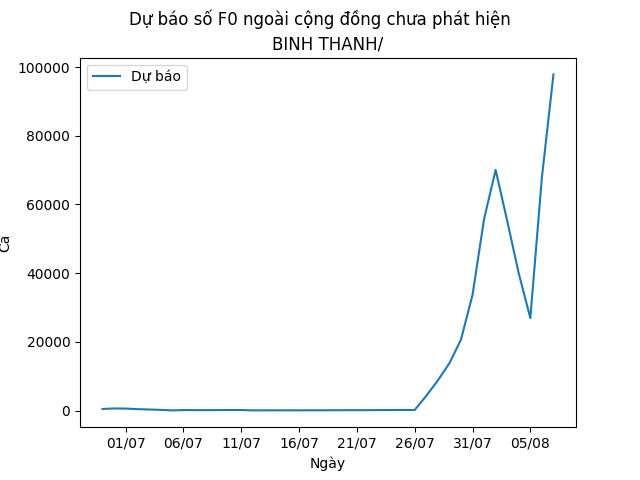 Dự báo số F0 ngoài cộng đồng chưa phát hiện
BINH THANH/
Dự báo
100000
80000
60000
40000
20000
0
Ca
01/07 06/07 11/07 16/07 21/07 26/07 31/07 05/08
Ngày